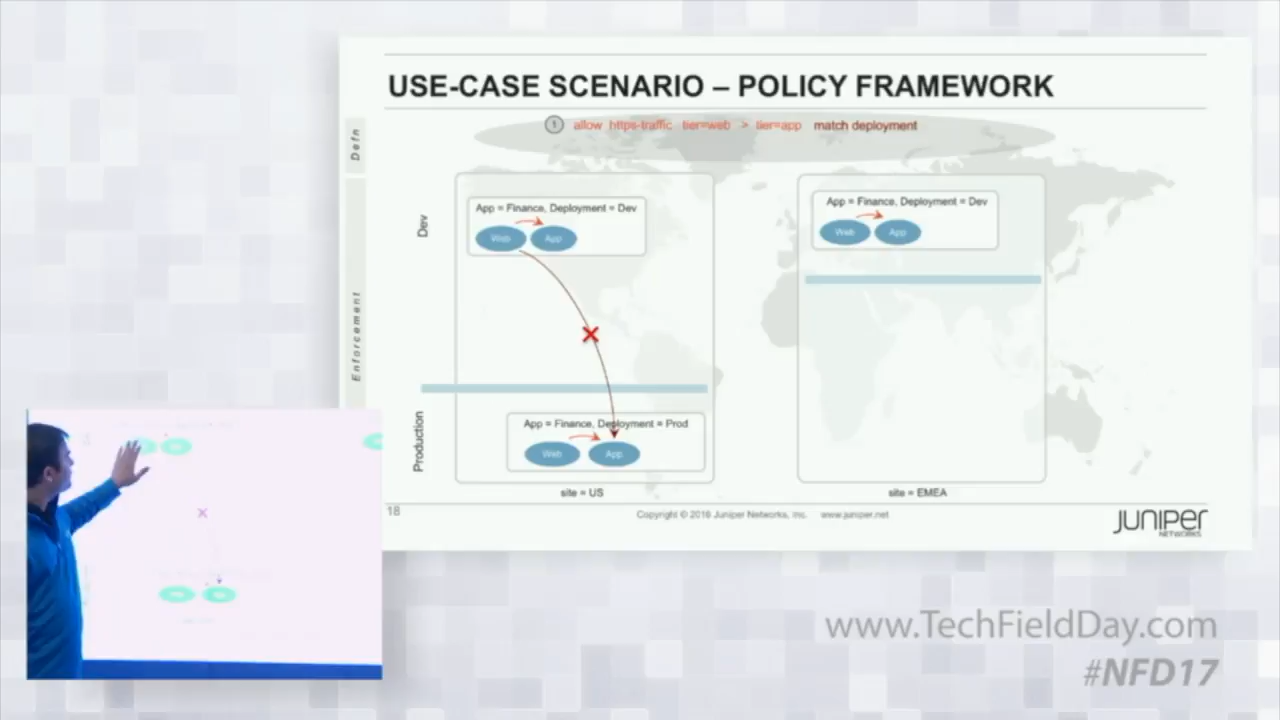 USE-CASE SCENARIO – POLICY FRAMEWORK
1 allow https-traffic tier=web > tier=app match deployment
Defn
Enforcement
Dev
Production
App = Finance, Deployment = Dev
Web App
App = Finance, Deployment = Prod
Web App
site = US
App = Finance, Deployment = Dev
Web App
site = EMEA
18
Copyright © 2016 Juniper Networks, Inc. www.juniper.net
JUNIPER
NETWORKS
www.TechFieldDay.com
#NFD17